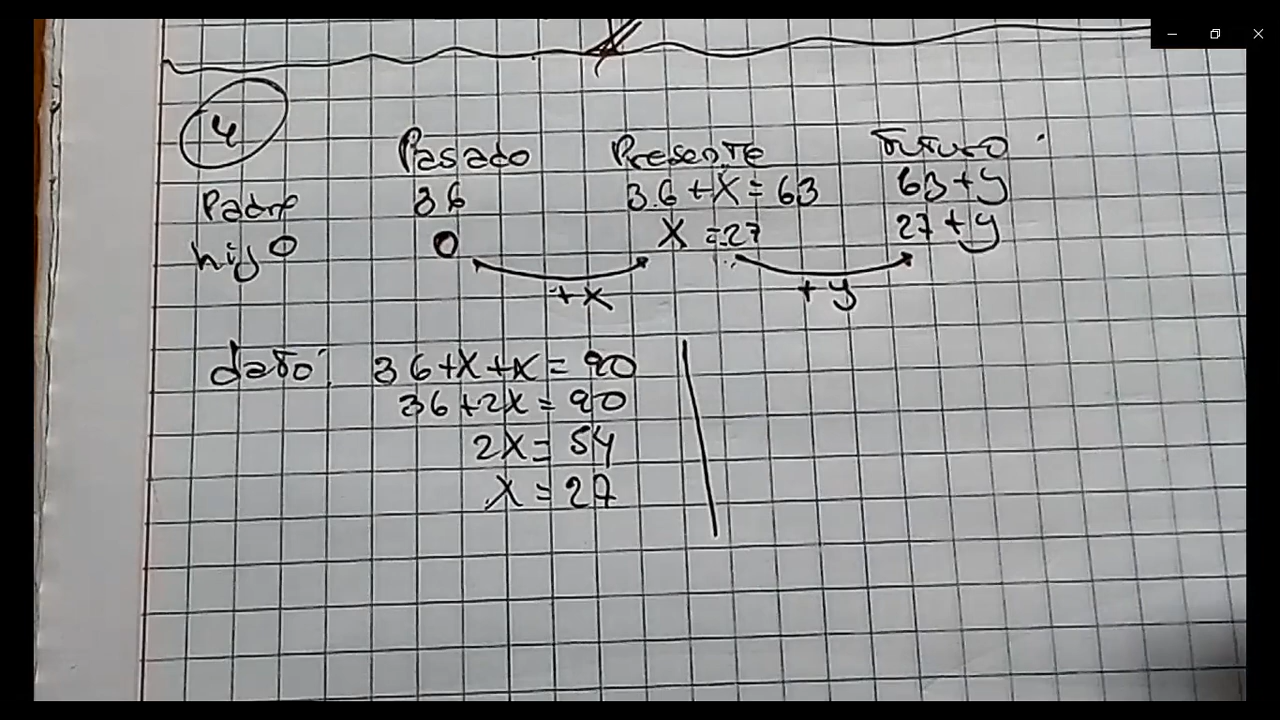 4
Pasado Presente Futuro
Padre 36 36+x=63 63+y
hijo 0 x=27 27+y
+x +y
dato: 36+x+x=90
36+2x=90
2x=54
x=27